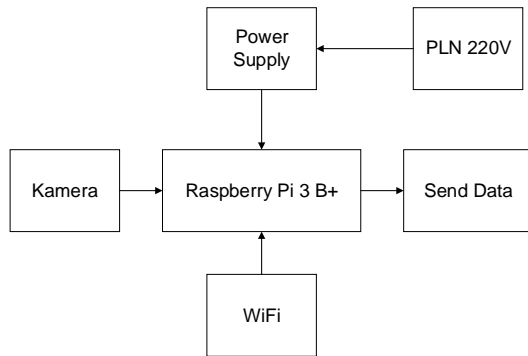 Power
Supply
PLN 220V
Kamera
Raspberry Pi 3 B+
Send Data
WiFi